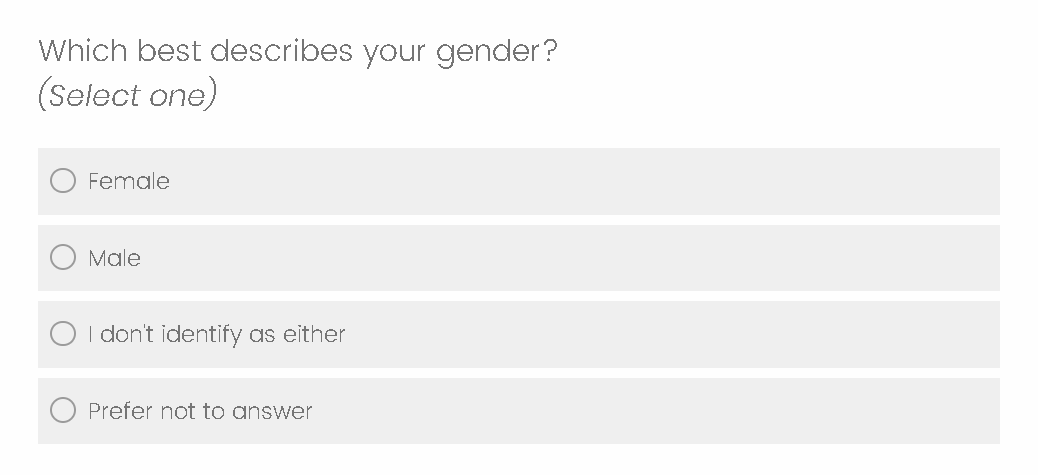 Which best describes your gender?
(Select one)
Female
Male
I don't identify as either
Prefer not to answer